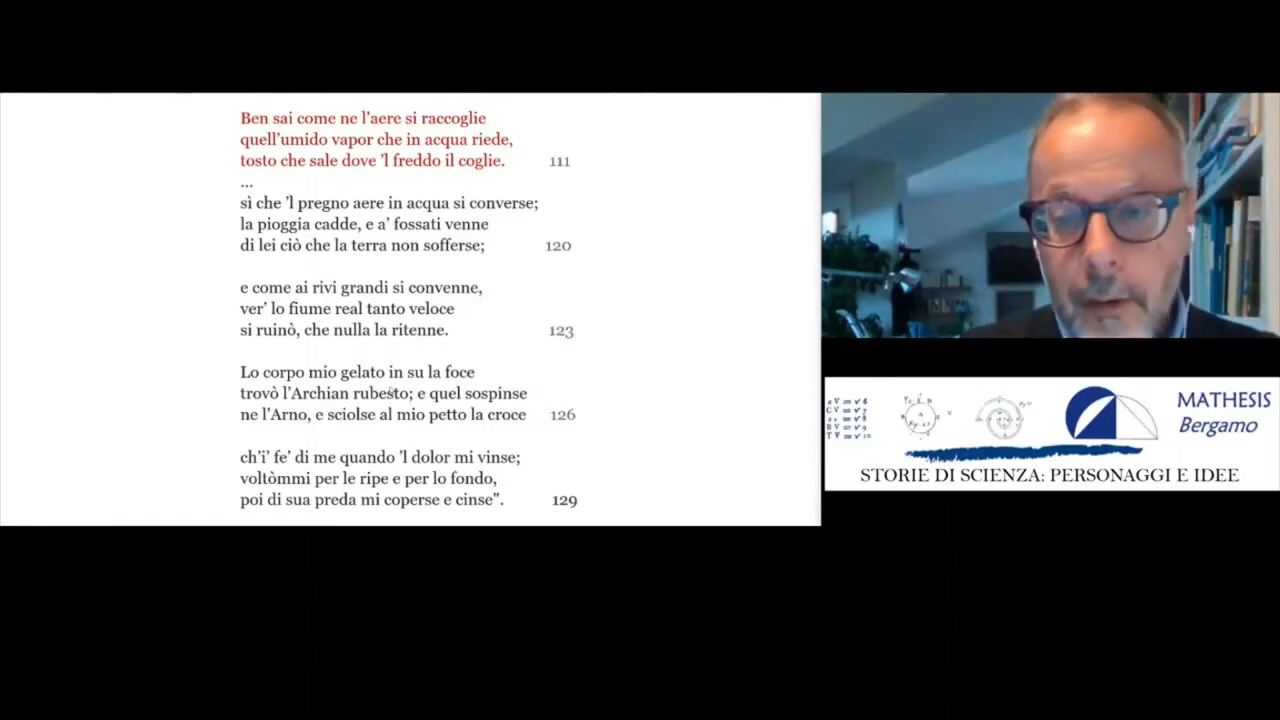 Ben sai come ne l'aere si raccoglie
quell'umido vapor che in acqua riede,
tosto che sale dove 'l freddo il coglie. 111
...
sì che 'l pregno aere in acqua si converse;
la pioggia cadde, e a' fossati venne
di lei ciò che la terra non sofferse; 120
e come ai rivi grandi si convenne,
ver' lo fiume real tanto veloce
si ruinò, che nulla la ritenne. 123
Lo corpo mio gelato in su la foce
trovò l'Archian rubesto; e quel sospinse
ne l'Arno, e sciolse al mio petto la croce 126
ch'i' fe' di me quando 'l dolor mi vinse;
voltòmmi per le ripe e per lo fondo,
poi di sua preda mi coperse e cinse". 129
MATHESIS
Bergamo
STORIE DI SCIENZA: PERSONAGGI E IDEE